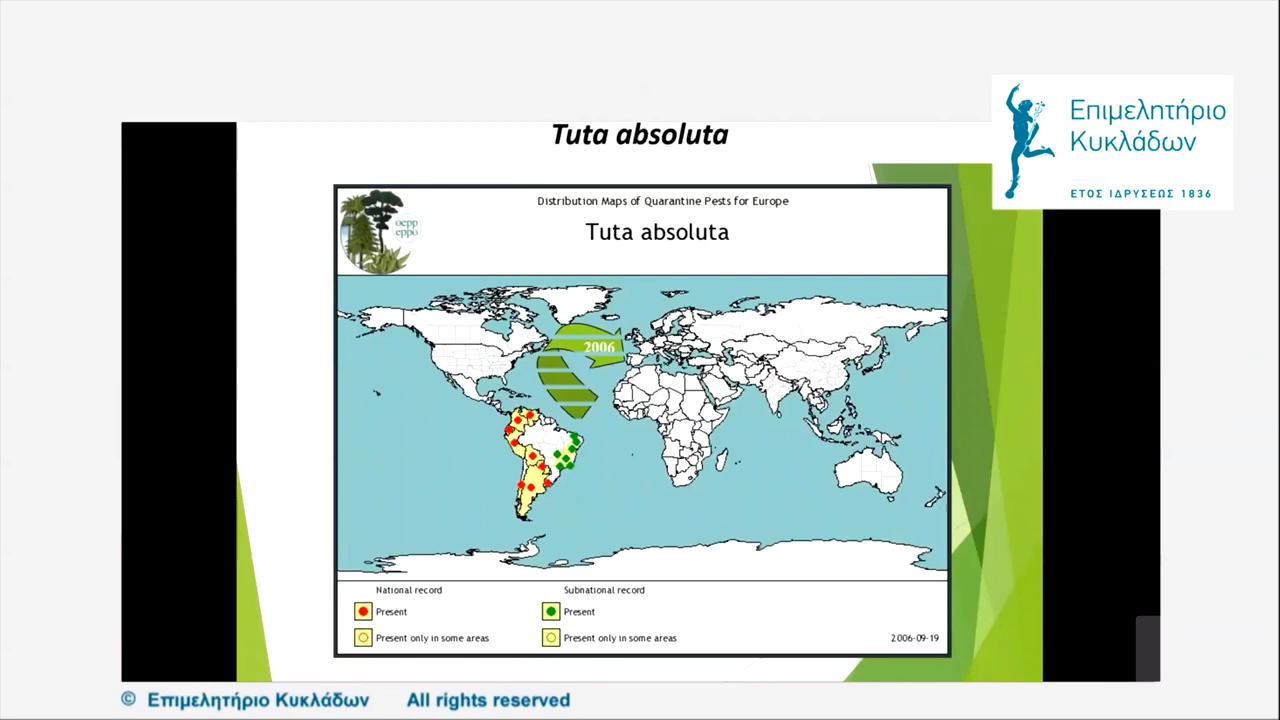 Tuta absoluta
Επιμελητήριο
Κυκλάδων
ΕΤΟΣ ΙΔΡΥΣΕΩΣ 1836
Distribution Maps of Quarantine Pests for Europe
oepp
eppo
Tuta absoluta
2006
National record
Subnational record
Present
Present
Present only in some areas
Present only in some areas
2006-09-19
© Επιμελητήριο Κυκλάδων All rights reserved